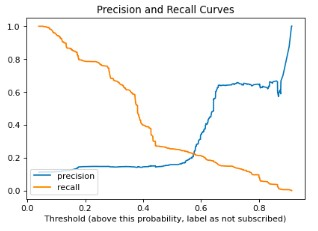 Precision and Recall Curves
1.0
0.8
0.6
0.4
0.2
0.0
precision
recall
0.0 0.2 0.4 0.6 0.8
Threshold (above this probability, label as not subscribed)